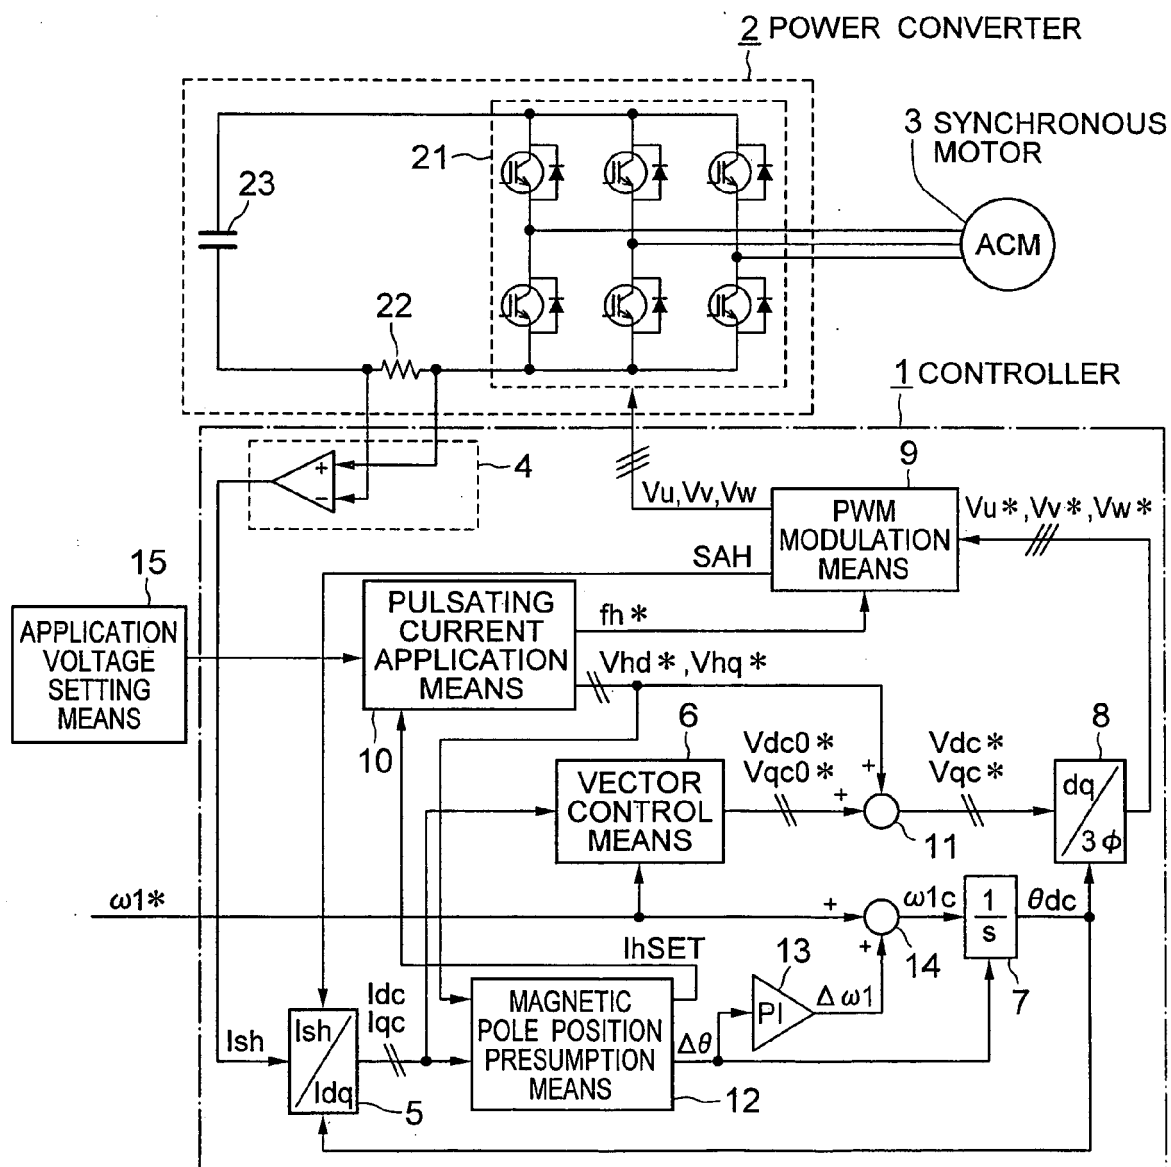 2 POWER CONVERTER
3 SYNCHRONOUS
MOTOR
21
23
ACM
22
1 CONTROLLER
+
−
4
9
Vu,Vv,Vw
PWM
MODULATION
MEANS
Vu*,Vv*,Vw*
SAH
15
APPLICATION
VOLTAGE
SETTING
MEANS
PULSATING
CURRENT
APPLICATION
MEANS
10
fh*
Vhd*,Vhq*
6
VECTOR
CONTROL
MEANS
Vdc0*
Vqc0*
+
+
11
Vdc*
Vqc*
8
dq
3φ
ω1*
+
+
14
ω1c
1
s
7
θdc
IhSET
13
PI
Δω1
Idc
Iqc
MAGNETIC
POLE POSITION
PRESUMPTION
MEANS
12
Δθ
Ish
Ish
Idq
5